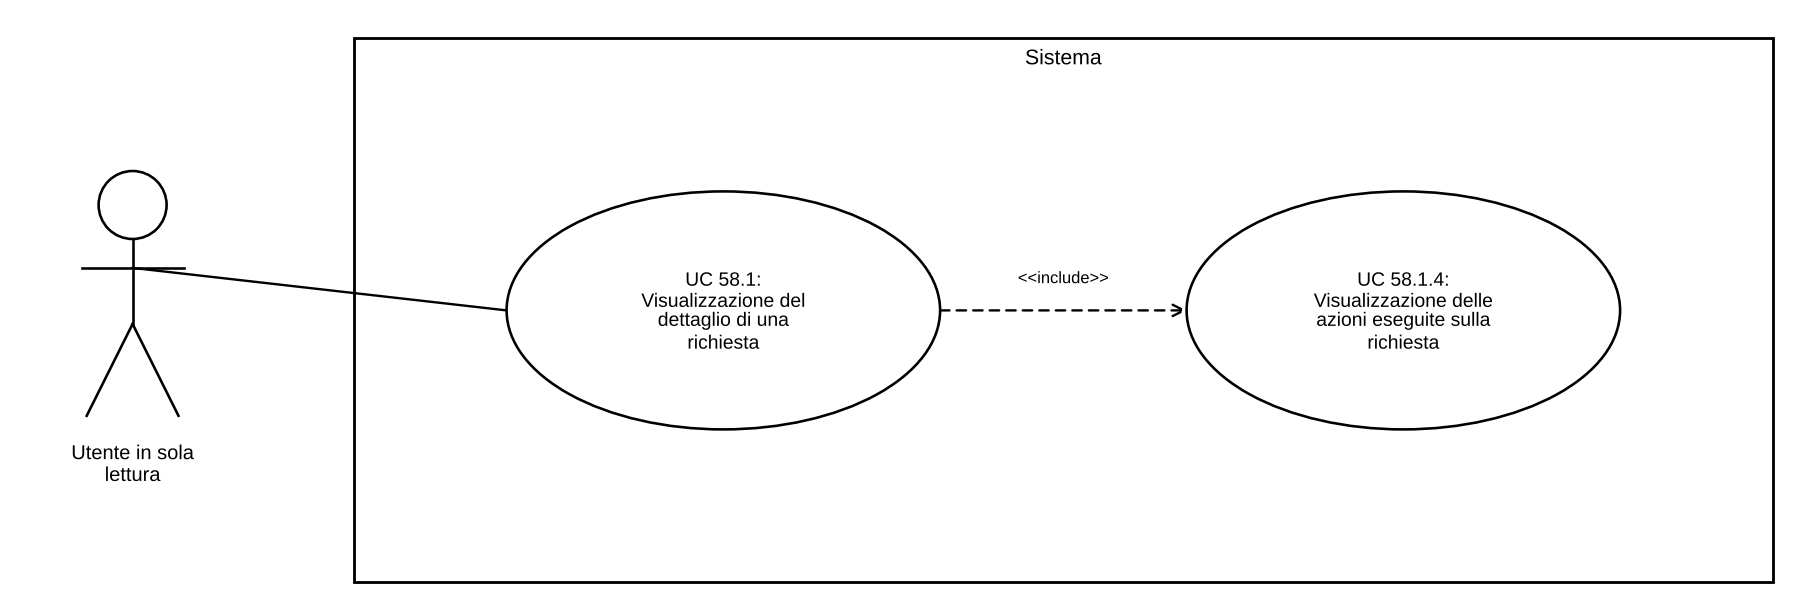 Sistema
UC 58.1:
Visualizzazione del
dettaglio di una
richiesta
<<include>>
UC 58.1.4:
Visualizzazione delle
azioni eseguite sulla
richiesta
Utente in sola
lettura